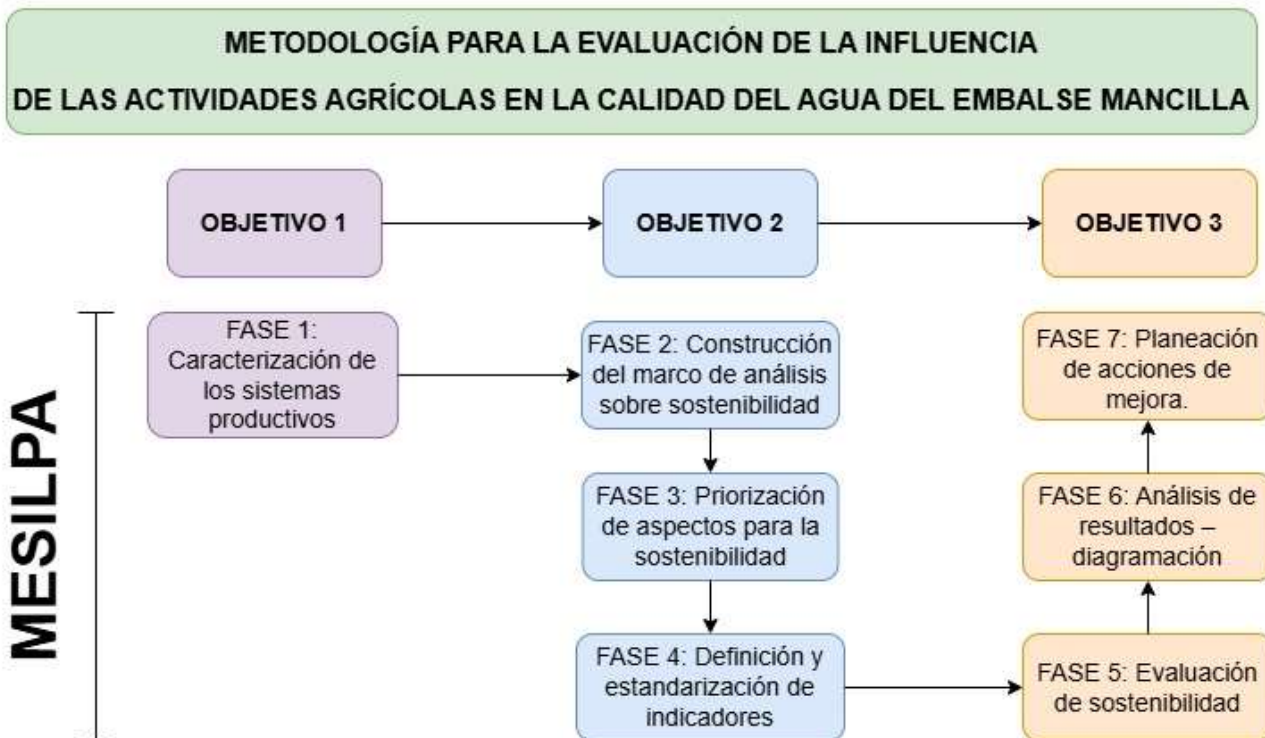 METODOLOGÍA PARA LA EVALUACIÓN DE LA INFLUENCIA
DE LAS ACTIVIDADES AGRÍCOLAS EN LA CALIDAD DEL AGUA DEL EMBALSE MANCILLA
OBJETIVO 1
OBJETIVO 2
OBJETIVO 3
MESILPA
FASE 1:
Caracterización de
los sistemas
productivos
FASE 2: Construcción
del marco de análisis
sobre sostenibilidad
FASE 3: Priorización
de aspectos para la
sostenibilidad
FASE 4: Definición y
estandarización de
indicadores
FASE 5: Evaluación
de sostenibilidad
FASE 6: Análisis de
resultados –
diagramación
FASE 7: Planeación
de acciones de
mejora.